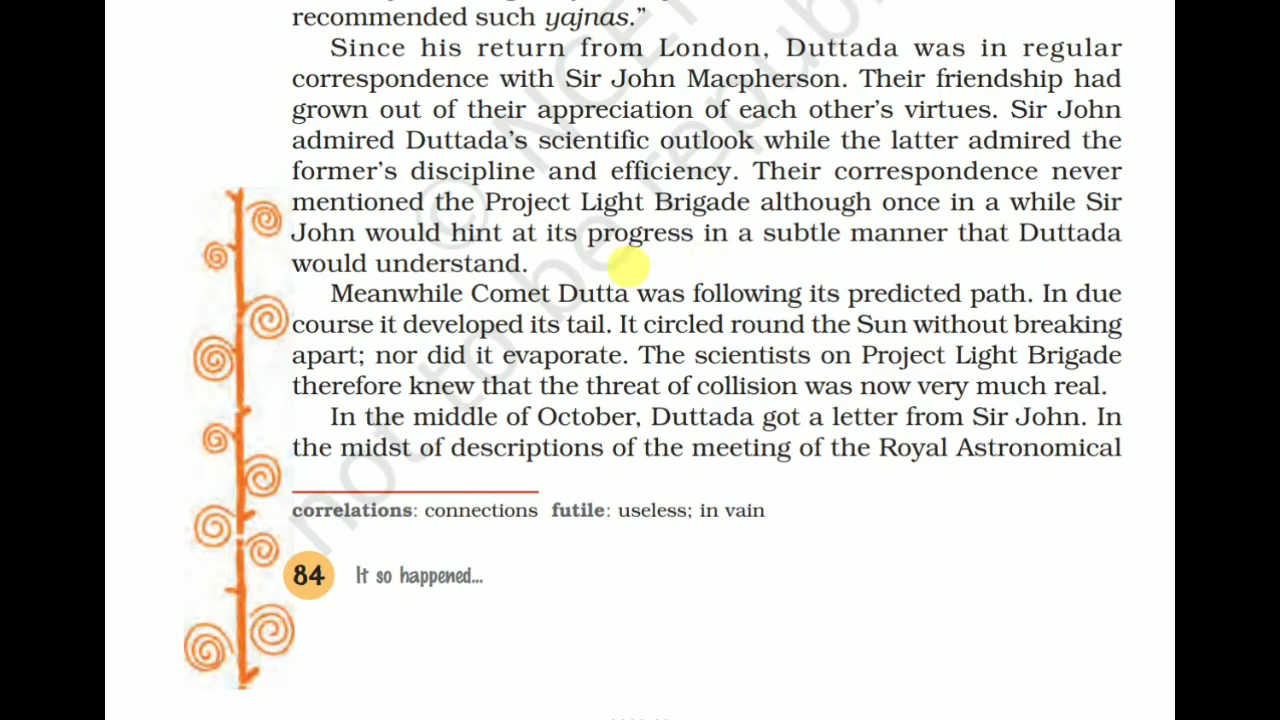 recommended such yajnas.”
Since his return from London, Duttada was in regular
correspondence with Sir John Macpherson. Their friendship had
grown out of their appreciation of each other’s virtues. Sir John
admired Duttada’s scientific outlook while the latter admired the
former’s discipline and efficiency. Their correspondence never
mentioned the Project Light Brigade although once in a while Sir
John would hint at its progress in a subtle manner that Duttada
would understand.
Meanwhile Comet Dutta was following its predicted path. In due
course it developed its tail. It circled round the Sun without breaking
apart; nor did it evaporate. The scientists on Project Light Brigade
therefore knew that the threat of collision was now very much real.
In the middle of October, Duttada got a letter from Sir John. In
the midst of descriptions of the meeting of the Royal Astronomical
correlations: connections futile: useless; in vain
84 It so happened...
© NCE
not to be republ